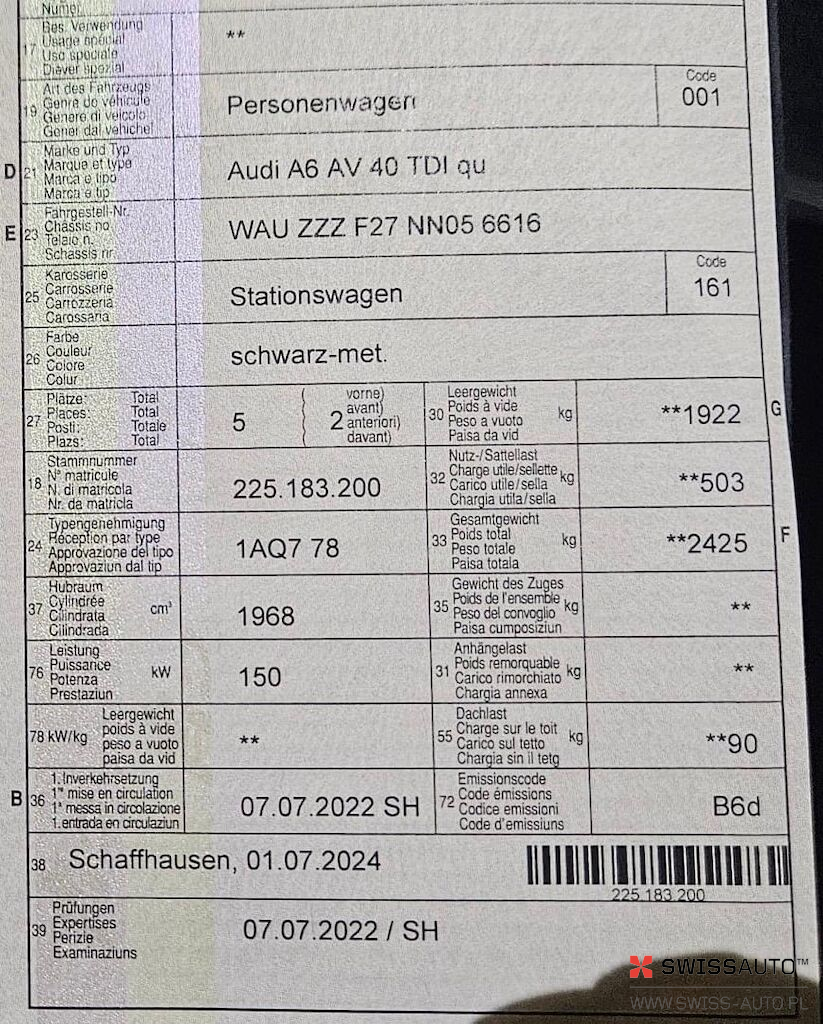 Numer
17
Bes. Verwendung
Usage spécial
Uso speciale
Diever spezial
**
19
Art des Fahrzeugs
Genre de véhicule
Genere di veicolo
Gener dal vehichel
Personenwagen
Code
001
D
21
Marke und Typ
Marque et type
Marca e tipo
Marca e tip
Audi A6 AV 40 TDI qu
E
23
Fahrgestell-Nr.
Châssis no
Telaio n.
Schassis nr
WAU ZZZ F27 NN05 6616
25
Karosserie
Carrosserie
Carrozzeria
Carossaria
Stationswagen
Code
161
26
Farbe
Couleur
Colore
Colur
schwarz-met.
27
Plätze: Total
Places: Total
Posti: Totale
Plazs: Total
5
2
vorne)
avant)
anteriori)
davant)
30
Leergewicht
Poids à vide
Peso a vuoto
Paisa da vid
kg
**1922
G
18
Stammnummer
N° matricule
N. di matricola
Nr. da matricla
225.183.200
32
Nutz-/Sattellast
Charge utile/sellette
Carico utile/sella
Chargia utila/sella
kg
**503
24
Typengenehmigung
Réception par type
Approvazione del tipo
Approvaziun dal tip
1AQ7 78
33
Gesamtgewicht
Poids total
Peso totale
Paisa totala
kg
**2425
F
37
Hubraum
Cylindrée
Cilindrata
Cilindrada
cm³
1968
35
Gewicht des Zuges
Poids de l'ensemble
Peso del convoglio
Paisa cumposiziun
kg
**
76
Leistung
Puissance
Potenza
Prestaziun
kW
150
31
Anhängelast
Poids remorquable
Carico rimorchiato
Chargia annexa
kg
**
78 kW/kg
Leergewicht
poids à vide
peso a vuoto
paisa da vid
**
55
Dachlast
Charge sur le toit
Carico sul tetto
Chargia sin il tetg
kg
**90
B
36
1. Inverkehrsetzung
1re mise en circulation
1a messa in circolazione
1. entrada en circulaziun
07.07.2022 SH
72
Emissionscode
Code émissions
Codice emissioni
Code d'emissiuns
B6d
38
Schaffhausen, 01.07.2024
225.183.200
39
Prüfungen
Expertises
Perizie
Examinaziuns
07.07.2022 / SH
SWISSAUTO™
WWW.SWISS-AUTO.PL